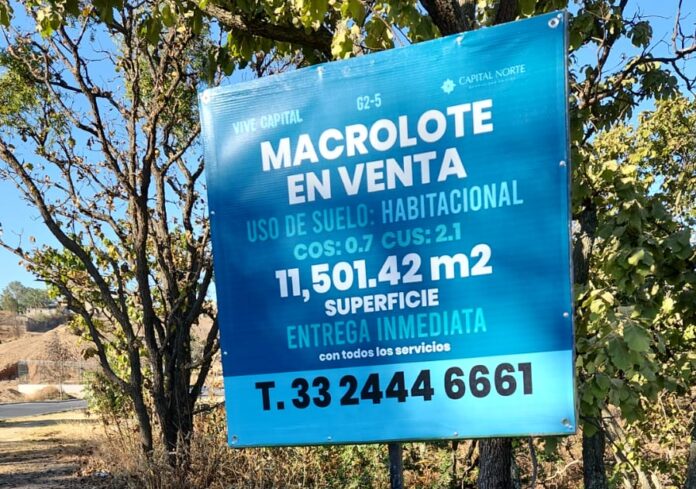 CAPITAL NORTE
G2-5
VIVE CAPITAL
MACROLOTE
EN VENTA
USO DE SUELO: HABITACIONAL
COS: 0.7 CUS: 2.1
11,501.42 m2
SUPERFICIE
ENTREGA INMEDIATA
con todos los servicios
T. 33 2444 6661